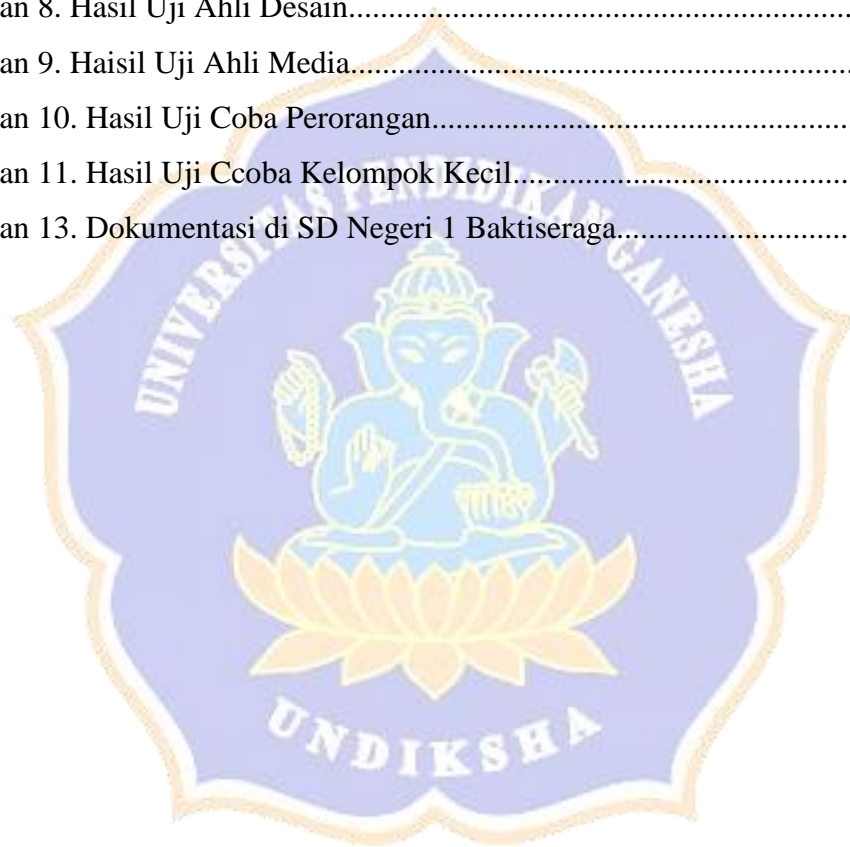 an 8. Hasil Uji Ahli Desain........................................................
an 9. Haisil Uji Ahli Media........................................................
an 10. Hasil Uji Coba Perorangan..............................................
an 11. Hasil Uji Ccoba Kelompok Kecil.....................................
an 13. Dokumentasi di SD Negeri 1 Baktiseraga.........................
UNIVERSITAS PENDIDIKAN GANESHA
UNDIKSHA